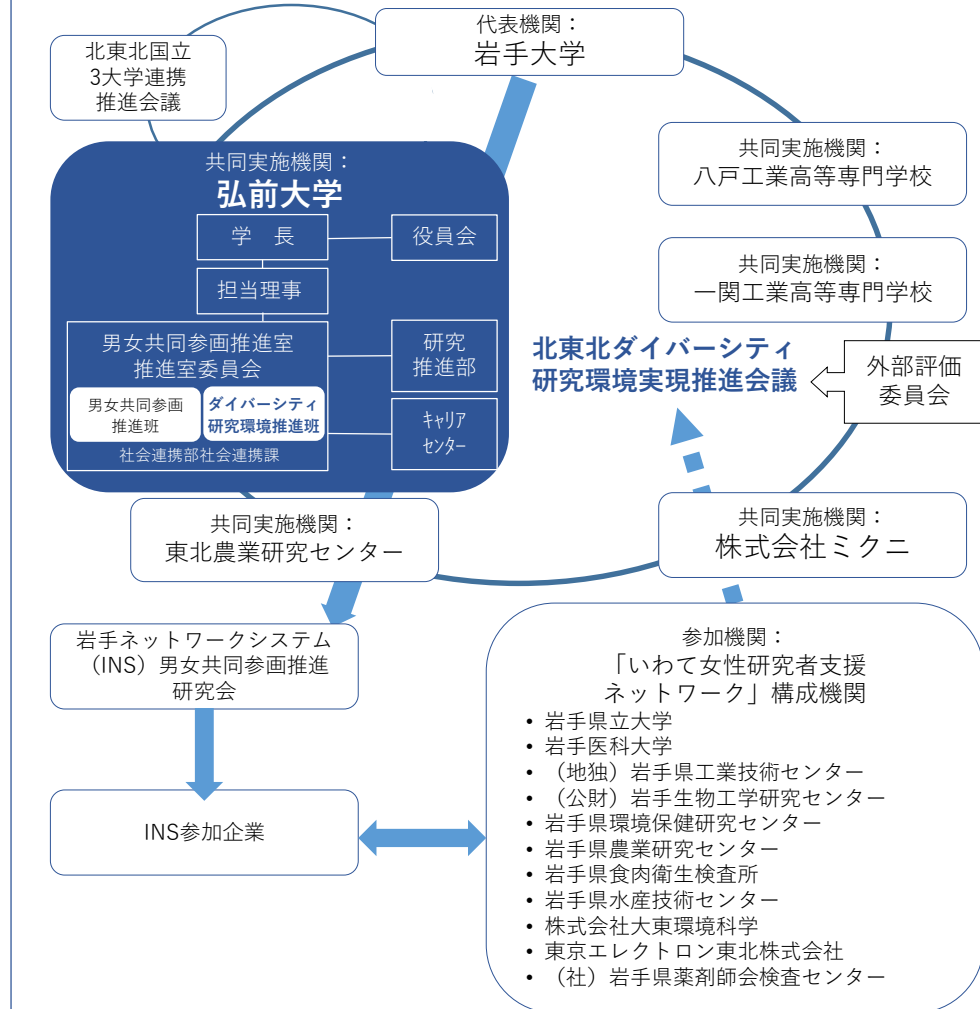 代表機関：
岩手大学
北東北国立
3大学連携
推進会議
共同実施機関：
弘前大学
学　長
役員会
担当理事
男女共同参画推進室
推進室委員会
男女共同参画
推進班
ダイバーシティ
研究環境推進班
社会連携部社会連携課
研究
推進部
ｷｬﾘｱ
ｾﾝﾀｰ
共同実施機関：
八戸工業高等専門学校
共同実施機関：
一関工業高等専門学校
北東北ダイバーシティ
研究環境実現推進会議
外部評価
委員会
共同実施機関：
東北農業研究センター
共同実施機関：
株式会社ミクニ
岩手ネットワークシステム
（INS）男女共同参画推進
研究会
INS参加企業
参加機関：
「いわて女性研究者支援
ネットワーク」構成機関
• 岩手県立大学
• 岩手医科大学
• （地独）岩手県工業技術センター
• （公財）岩手生物工学研究センター
• 岩手県環境保健研究センター
• 岩手県農業研究センター
• 岩手県食肉衛生検査所
• 岩手県水産技術センター
• 株式会社大東環境科学
• 東京エレクトロン東北株式会社
• （社）岩手県薬剤師会検査センター